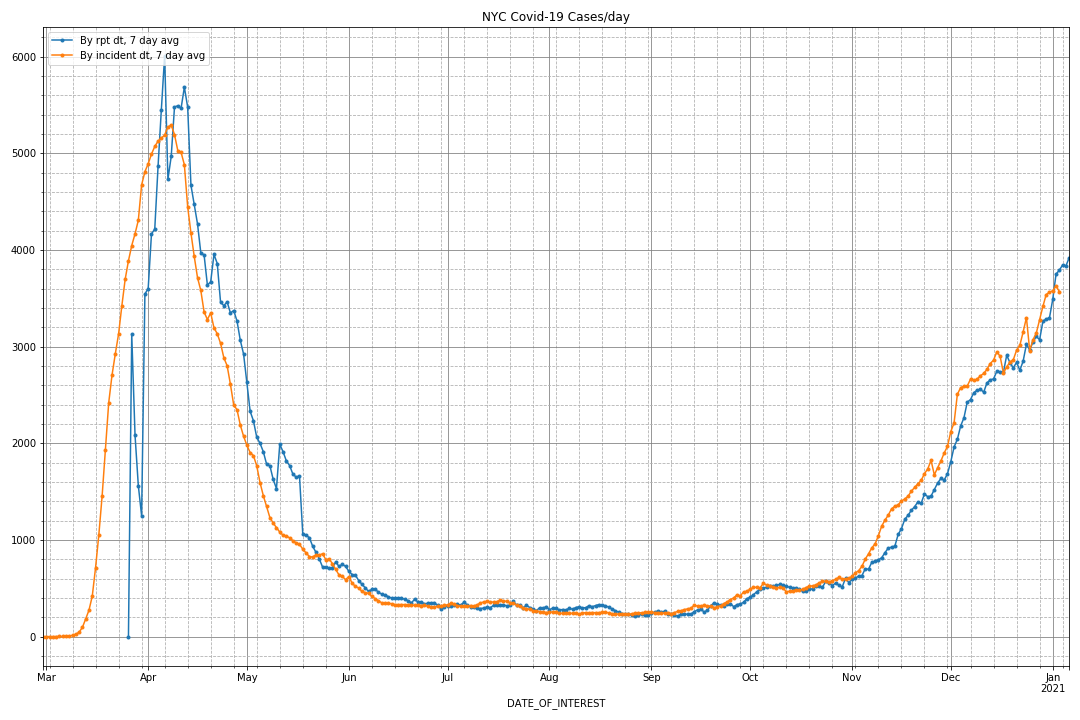 NYC Covid-19 Cases/day
By rpt dt, 7 day avg
By incident dt, 7 day avg
6000
5000
4000
3000
2000
1000
0
Mar Apr May Jun Jul Aug Sep Oct Nov Dec Jan
2021
DATE_OF_INTEREST